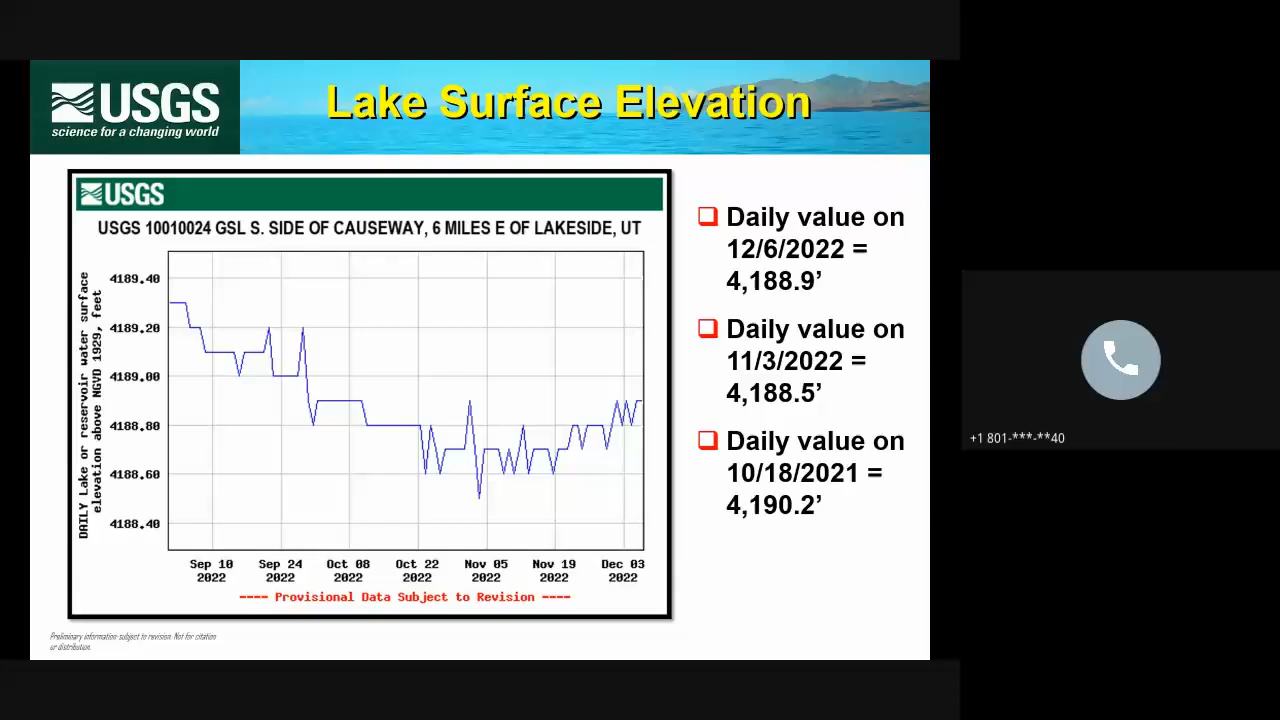 USGS
science for a changing world
Lake Surface Elevation
USGS
USGS 10010024 GSL S. SIDE OF CAUSEWAY, 6 MILES E OF LAKESIDE, UT
DAILY Lake or reservoir water surface
elevation above NGVD 1929, feet
4189.40
4189.20
4189.00
4188.80
4188.60
4188.40
Sep 10 Sep 24 Oct 08 Oct 22 Nov 05 Nov 19 Dec 03
2022 2022 2022 2022 2022 2022 2022
---- Provisional Data Subject to Revision ----
Daily value on
12/6/2022 =
4,188.9’
Daily value on
11/3/2022 =
4,188.5’
Daily value on
10/18/2021 =
4,190.2’
Preliminary information-subject to revision. Not for citation
or distribution.
+1 801-***-**40